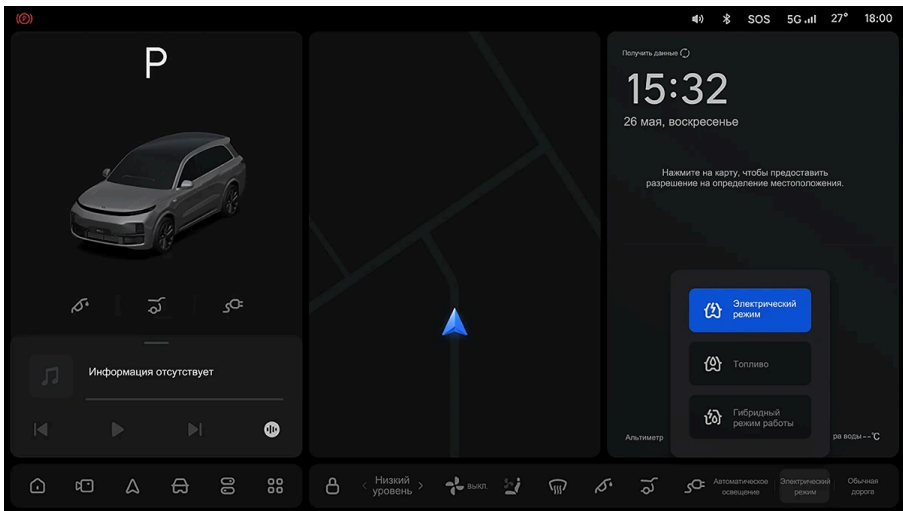 (P)
SOS
5G
27°
18:00
P
Получить данные
15:32
26 мая, воскресенье
Нажмите на карту, чтобы предоставить
разрешение на определение местоположения.
Электрический
режим
Топливо
Гибридный
режим работы
Информация отсутствует
Альтиметр
ра воды --°C
Низкий
уровень
выкл.
Автоматическое
освещение
Электрический
режим
Обычная
дорога